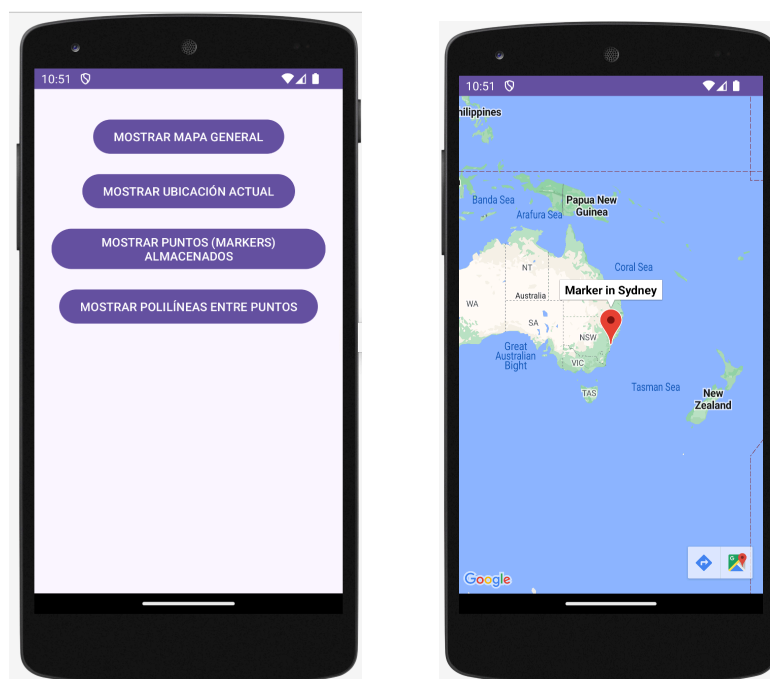 10:51
MOSTRAR MAPA GENERAL
MOSTRAR UBICACIÓN ACTUAL
MOSTRAR PUNTOS (MARKERS)
ALMACENADOS
MOSTRAR POLILÍNEAS ENTRE PUNTOS
10:51
nilippines
Banda Sea
Papua New
Guinea
Arafura Sea
NT
Coral Sea
Marker in Sydney
WA
Australia
SA
NSW
Great
Australian
Bight
VIC
TAS
Tasman Sea
New
Zealand
Google